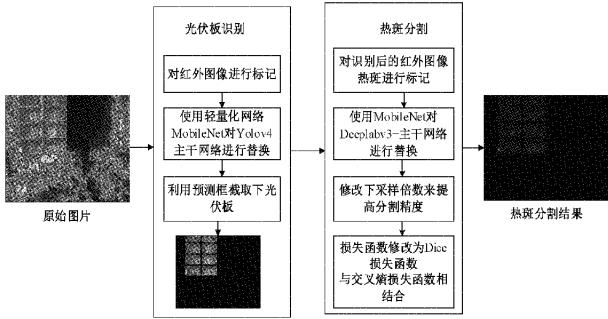 光伏板识别
对红外图像进行标记
使用轻量化网络
MobileNet对Yolov4
主干网络进行替换
利用预测框截取下光
伏板
热斑分割
对识别后的红外图像
热斑进行标记
使用MobileNet对
Deeplabv3-主干网络
进行替换
修改下采样倍数来提
高分割精度
损失函数修改为Dice
损失函数
与交叉熵损失函数相
结合
原始图片
热斑分割结果